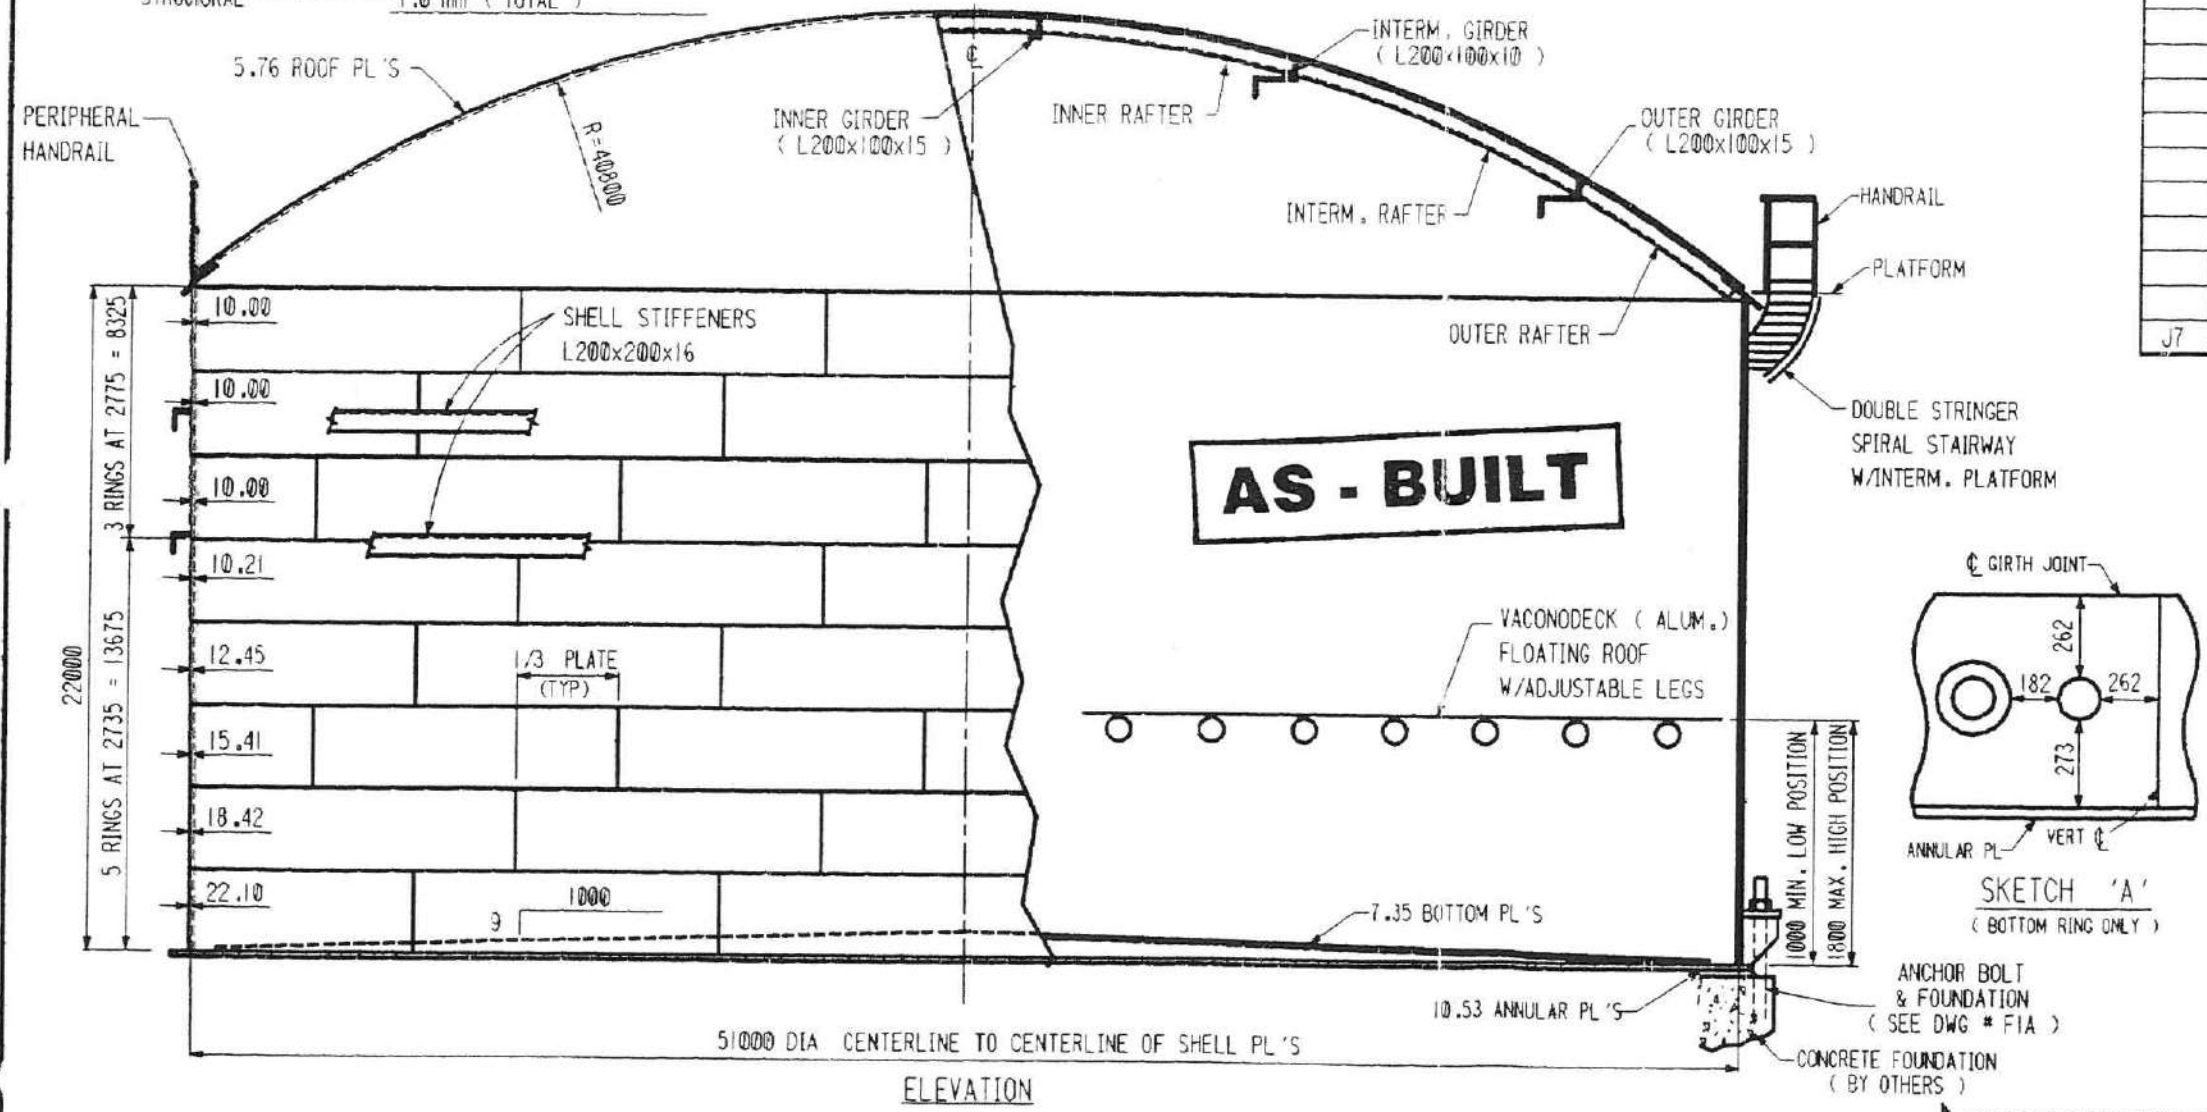 STRUCTURAL 1.0 mm ( TOTAL )
5.76 ROOF PL'S
PERIPHERAL
HANDRAIL
R=40800
℄
INNER GIRDER
( L200x100x15 )
INNER RAFTER
INTERM. GIRDER
( L200x100x10 )
OUTER GIRDER
( L200x100x15 )
INTERM. RAFTER
HANDRAIL
PLATFORM
OUTER RAFTER
J7
DOUBLE STRINGER
SPIRAL STAIRWAY
W/INTERM. PLATFORM
22000
3 RINGS AT 2775 = 8325
5 RINGS AT 2735 = 13675
10.00
SHELL STIFFENERS
L200x200x16
10.00
10.00
10.21
12.45
1/3 PLATE
(TYP)
15.41
18.42
22.10
9
1000
AS - BUILT
VACONODECK ( ALUM.)
FLOATING ROOF
W/ADJUSTABLE LEGS
1000 MIN. LOW POSITION
1800 MAX. HIGH POSITION
7.35 BOTTOM PL'S
10.53 ANNULAR PL'S
℄ GIRTH JOINT
262
182
262
273
ANNULAR PL
VERT ℄
SKETCH 'A'
( BOTTOM RING ONLY )
ANCHOR BOLT
& FOUNDATION
( SEE DWG # F1A )
CONCRETE FOUNDATION
( BY OTHERS )
51000 DIA CENTERLINE TO CENTERLINE OF SHELL PL'S
ELEVATION